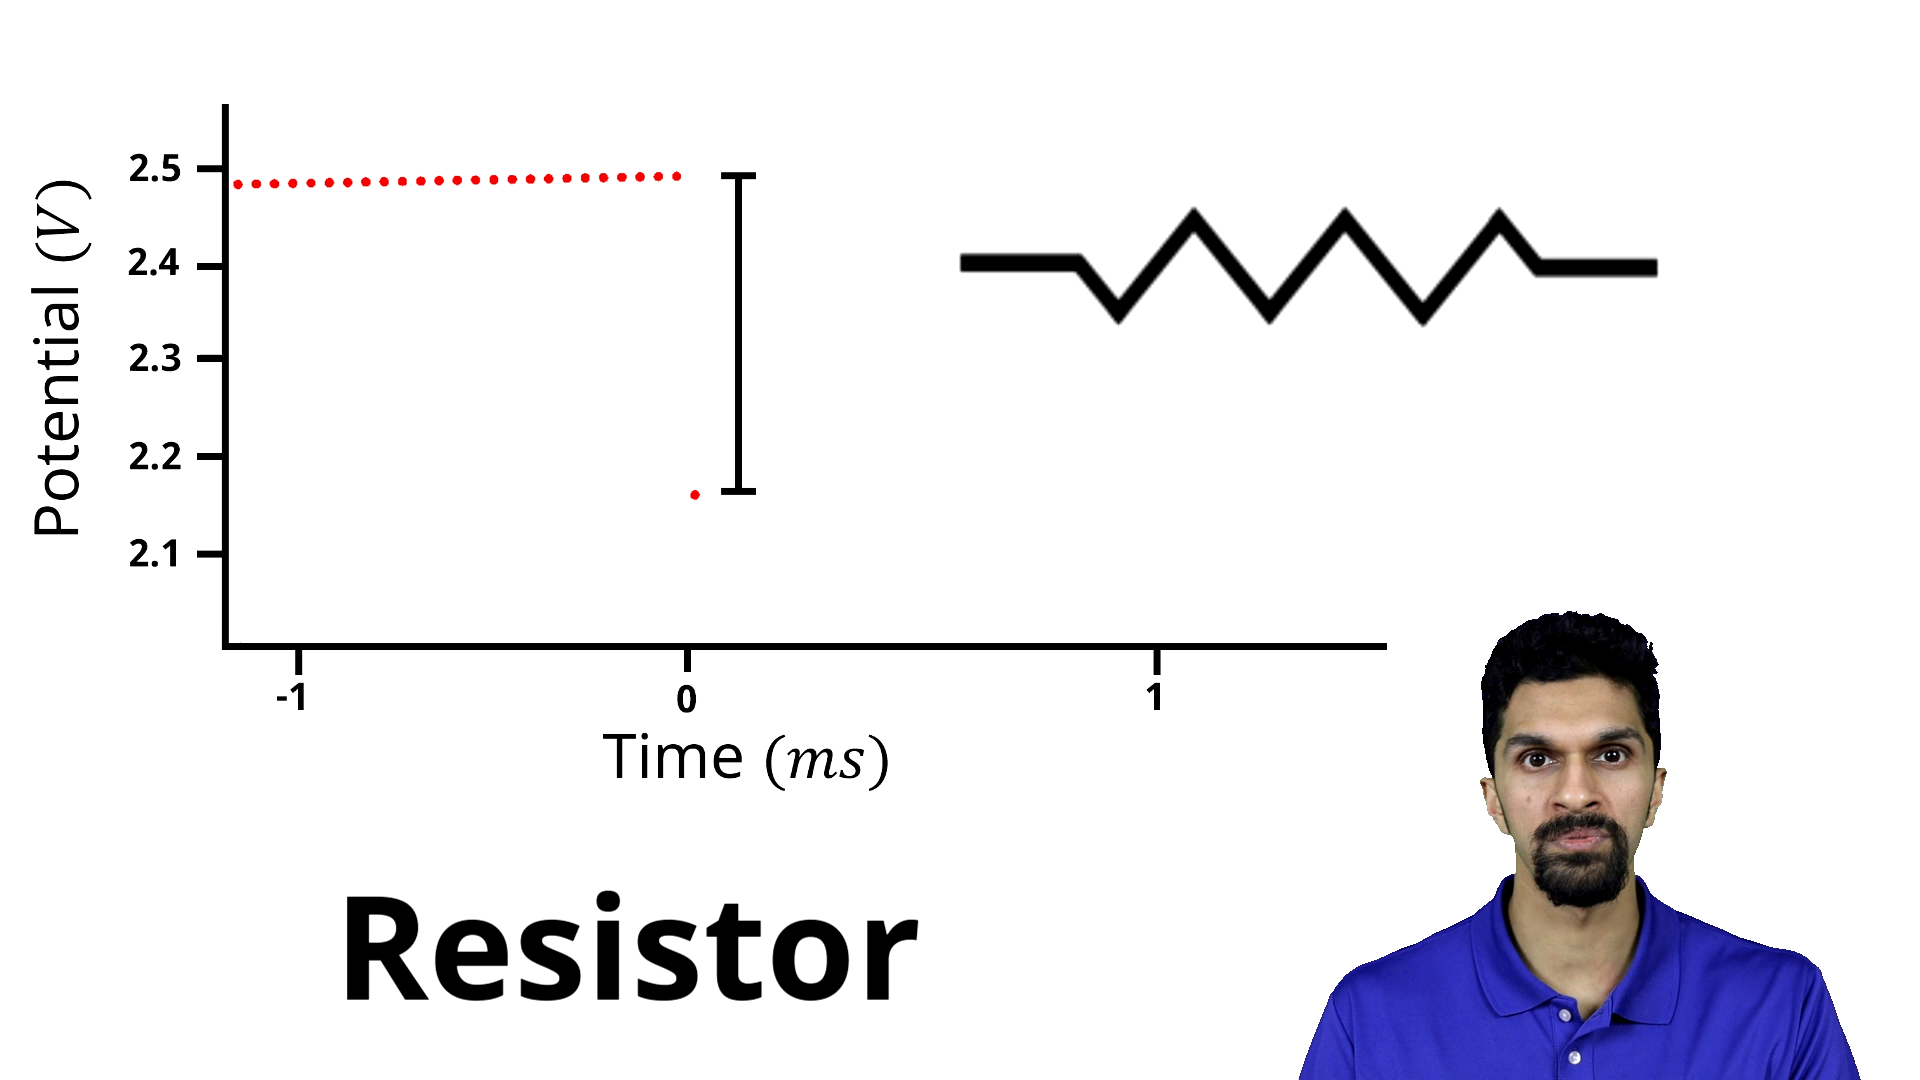 Potential (V)
2.5
2.4
2.3
2.2
2.1
-1
0
1
Time (ms)
Resistor